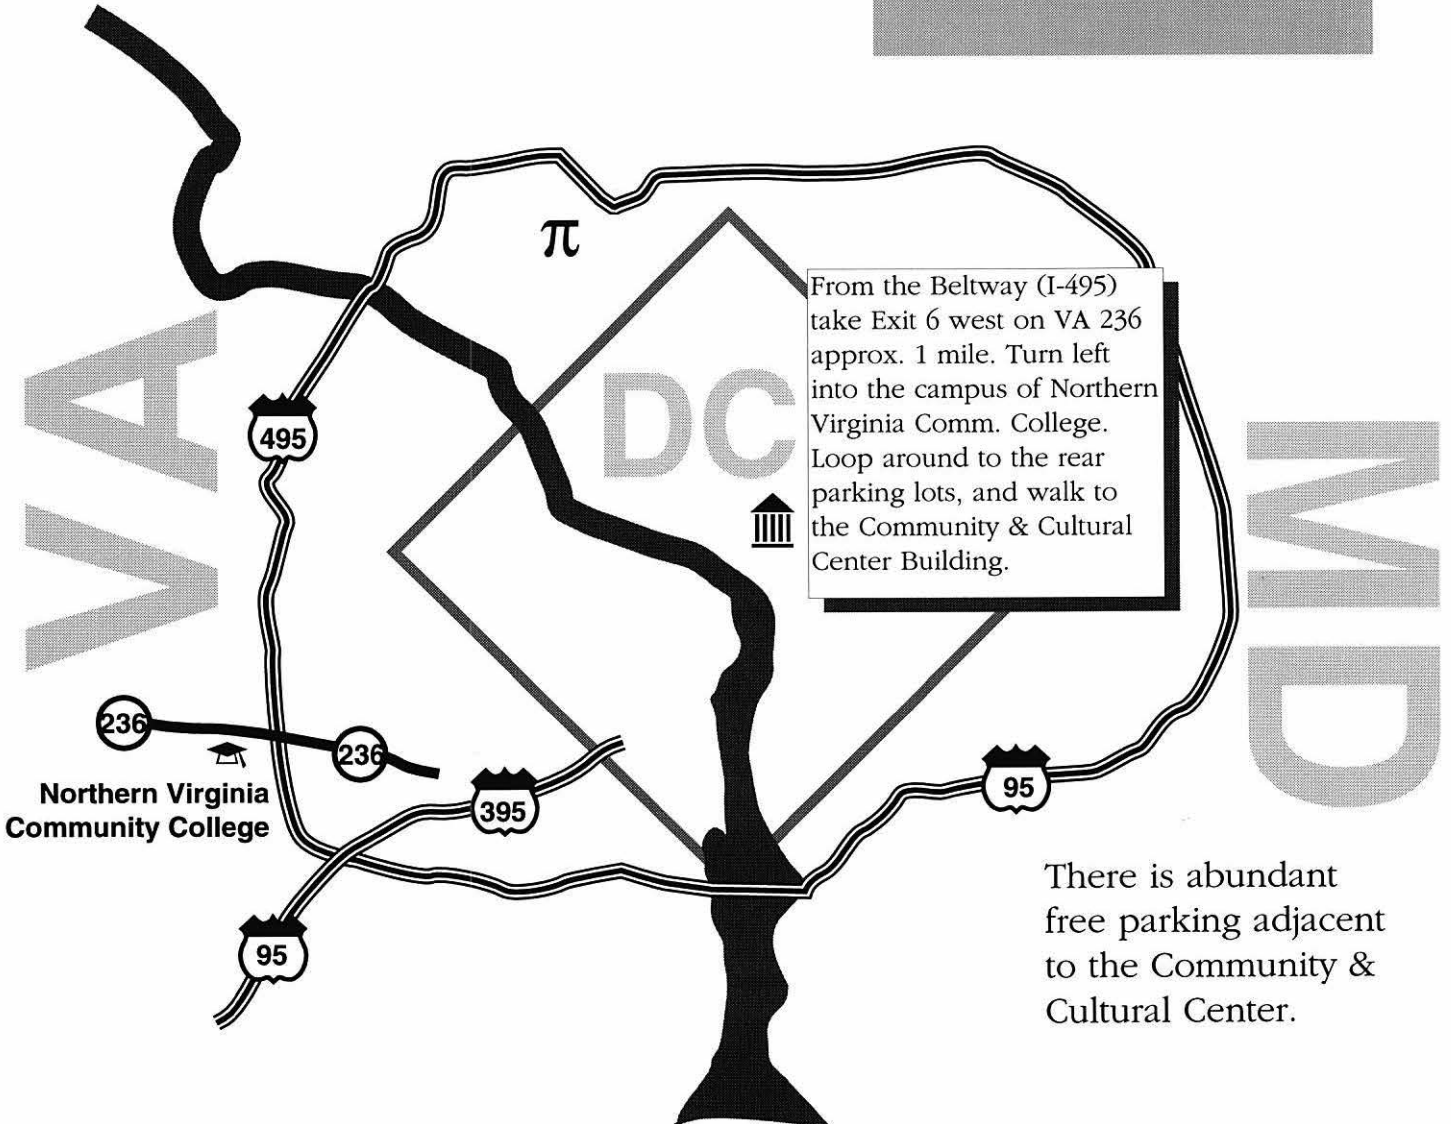 π
From the Beltway (I-495)
take Exit 6 west on VA 236
approx. 1 mile. Turn left
into the campus of Northern
Virginia Comm. College.
Loop around to the rear
parking lots, and walk to
the Community & Cultural
Center Building.
VA
DC
MD
495
236
236
Northern Virginia
Community College
395
95
95
There is abundant
free parking adjacent
to the Community &
Cultural Center.